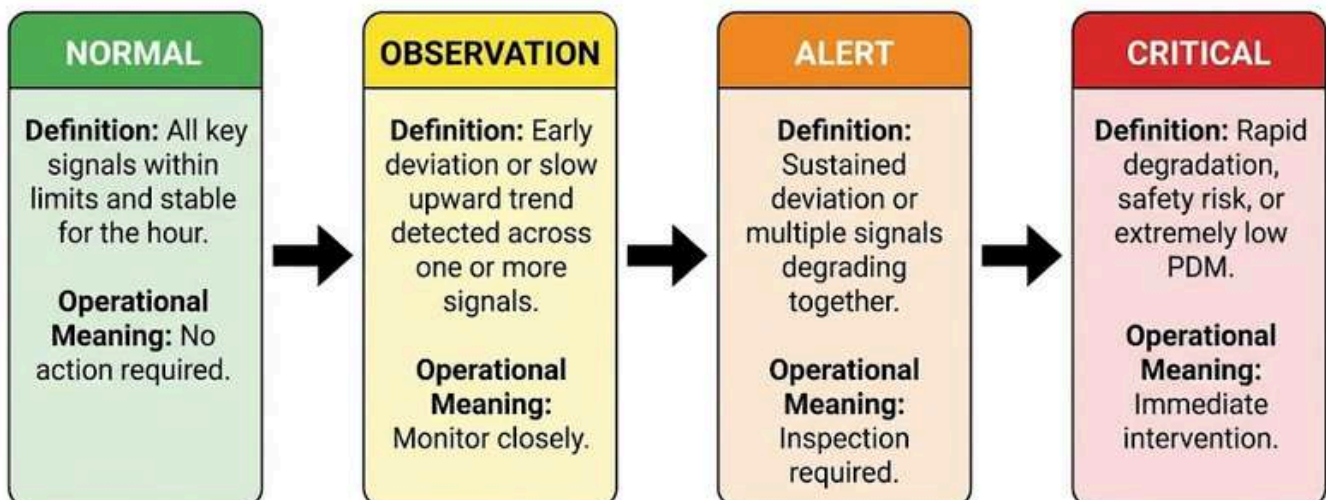 NORMAL
Definition: All key
signals within
limits and stable
for the hour.
Operational
Meaning: No
action required.
OBSERVATION
Definition: Early
deviation or slow
upward trend
detected across
one or more
signals.
Operational
Meaning:
Monitor closely.
ALERT
Definition:
Sustained
deviation or
multiple signals
degrading
together.
Operational
Meaning:
Inspection
required.
CRITICAL
Definition: Rapid
degradation,
safety risk, or
extremely low
PDM.
Operational
Meaning:
Immediate
intervention.